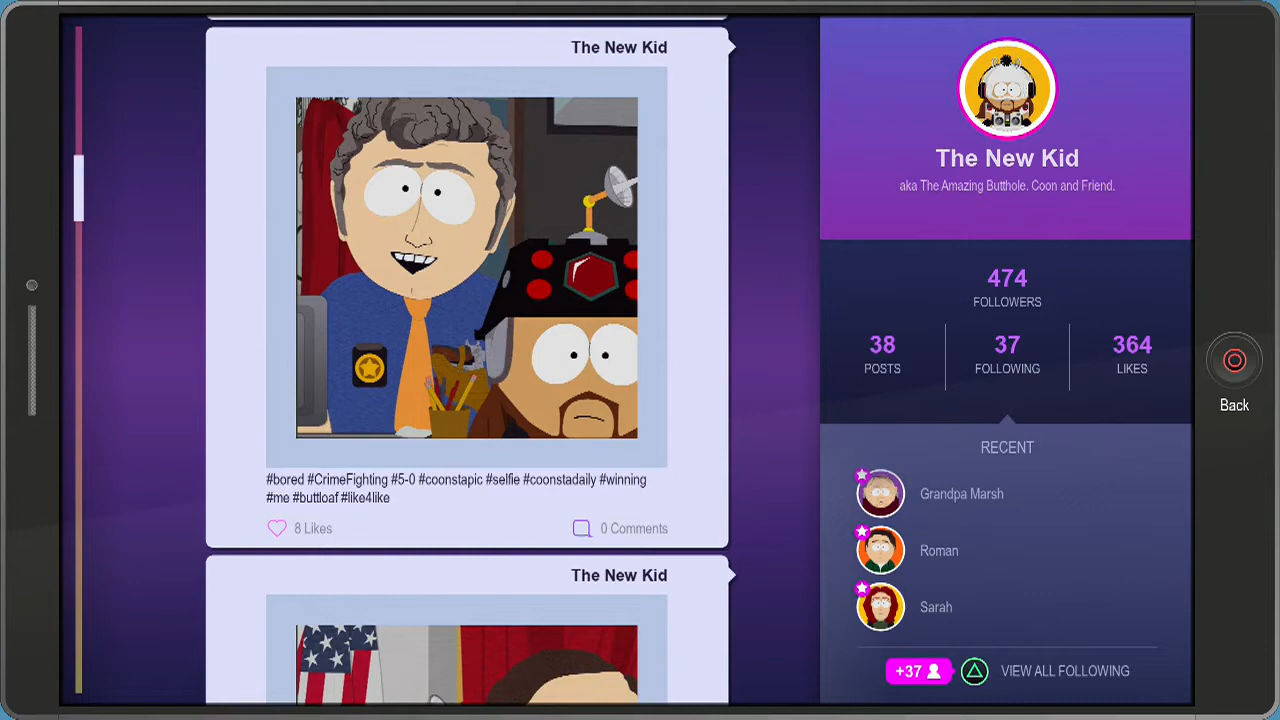 The New Kid
#bored #CrimeFighting #5-0 #coonstapic #selfie #coonstadaily #winning
#me #buttloaf #like4like
8 Likes
0 Comments
The New Kid
The New Kid
aka The Amazing Butthole. Coon and Friend.
474
FOLLOWERS
38
POSTS
37
FOLLOWING
364
LIKES
RECENT
Grandpa Marsh
Roman
Sarah
+37
VIEW ALL FOLLOWING
Back